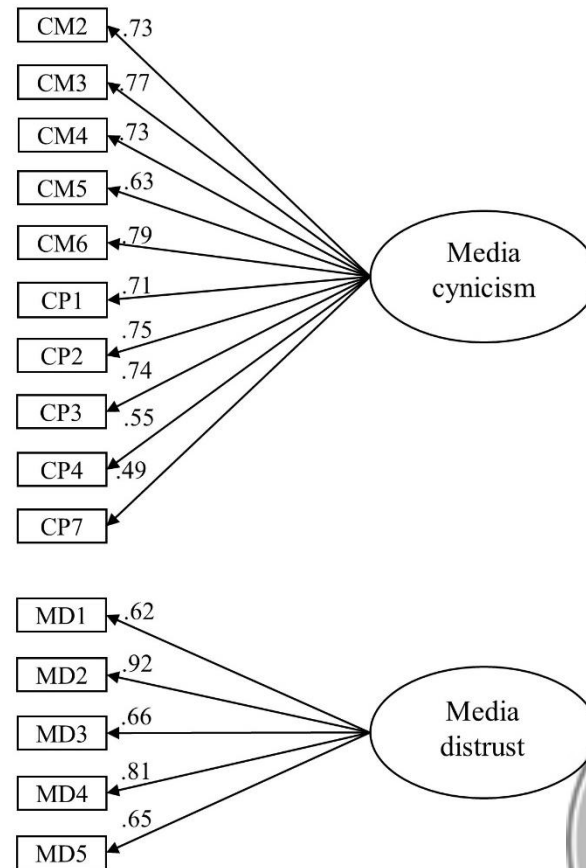 CM2 .73
CM3 .77
CM4 .73
CM5 .63
CM6 .79
CP1 .71
CP2 .75
CP3 .74
CP4 .55
CP7 .49
Media
cynicism
MD1 .62
MD2 .92
MD3 .66
MD4 .81
MD5 .65
Media
distrust